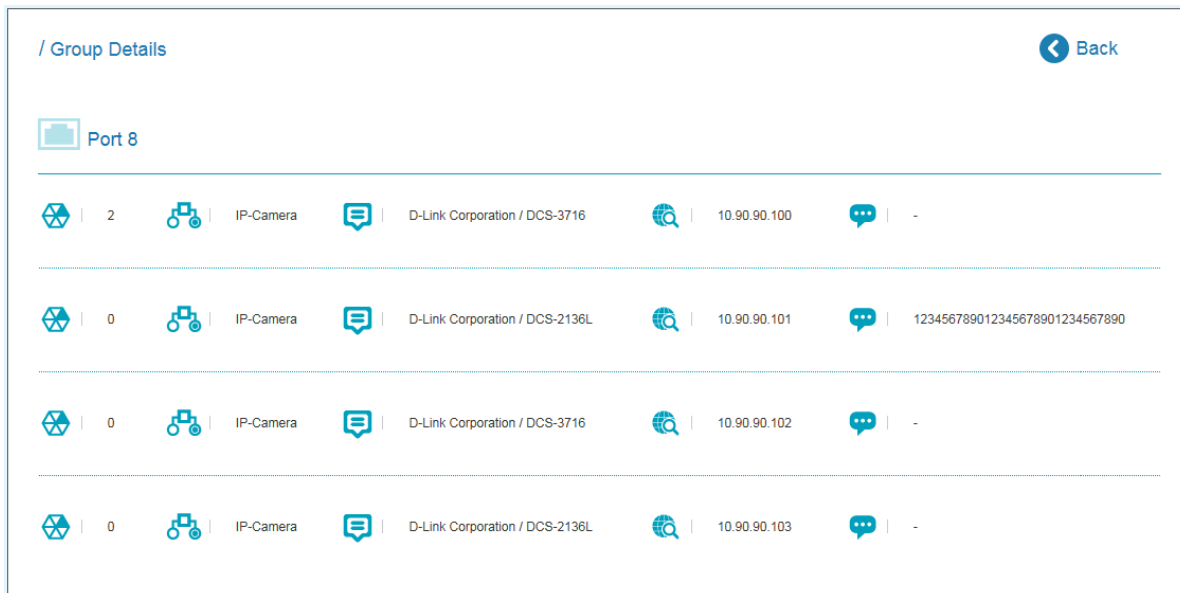 / Group Details
Back
Port 8
2 IP-Camera D-Link Corporation / DCS-3716 10.90.90.100 -
0 IP-Camera D-Link Corporation / DCS-2136L 10.90.90.101 123456789012345678901234567890
0 IP-Camera D-Link Corporation / DCS-3716 10.90.90.102 -
0 IP-Camera D-Link Corporation / DCS-2136L 10.90.90.103 -